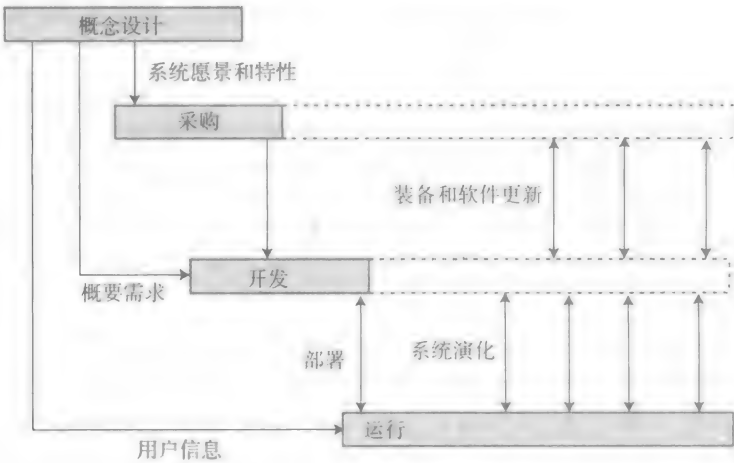 概念设计
系统愿景和特性
采购
装备和软件更新
开发
概要需求
部署
系统演化
运行
用户信息